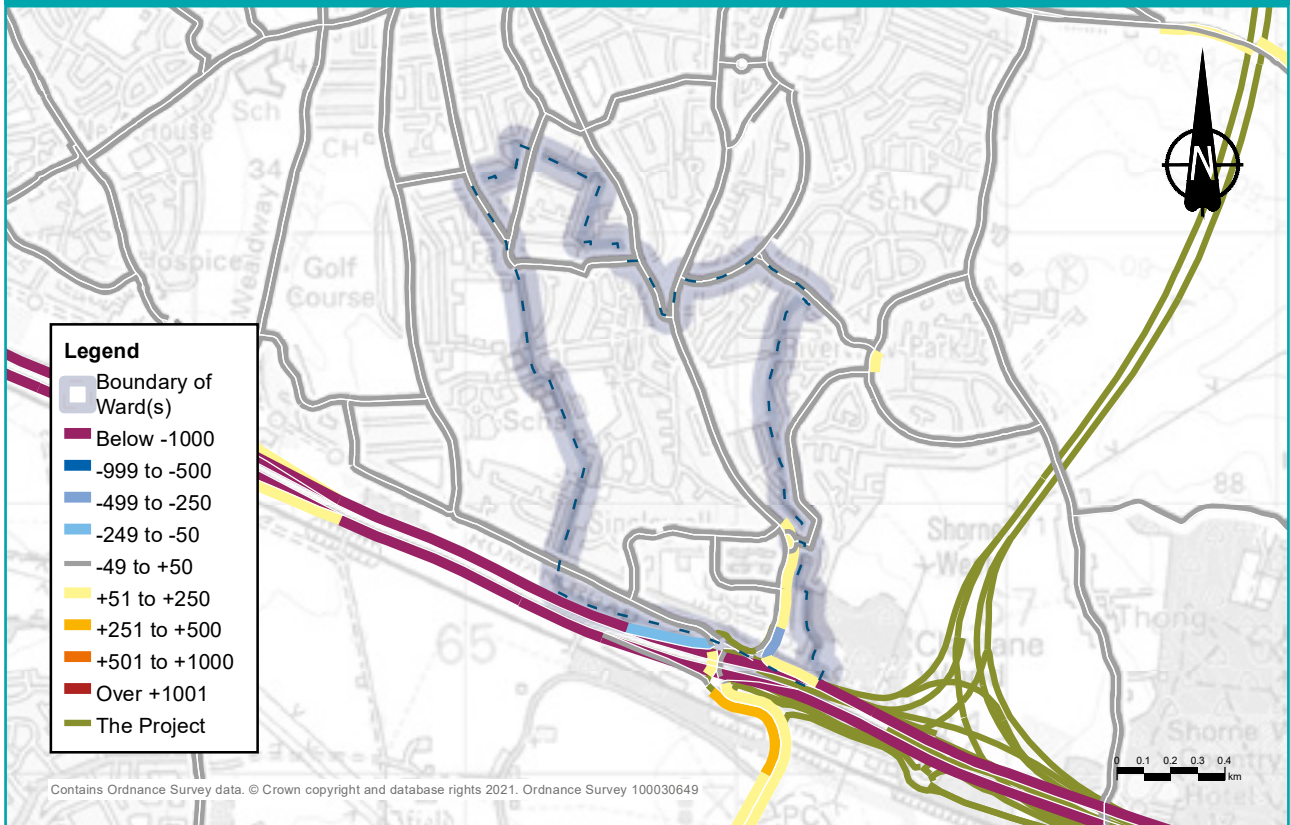 Sch
CH
34
Weldway
Hospice
Golf
Course
Sch
Park
N
Legend
Boundary of
Ward(s)
Below -1000
-999 to -500
-499 to -250
-249 to -50
-49 to +50
+51 to +250
+251 to +500
+501 to +1000
Over +1001
The Project
88
Thong
65
Shorne
Hotel
0 0.1 0.2 0.3 0.4
km
Contains Ordnance Survey data. © Crown copyright and database rights 2021. Ordnance Survey 100030649